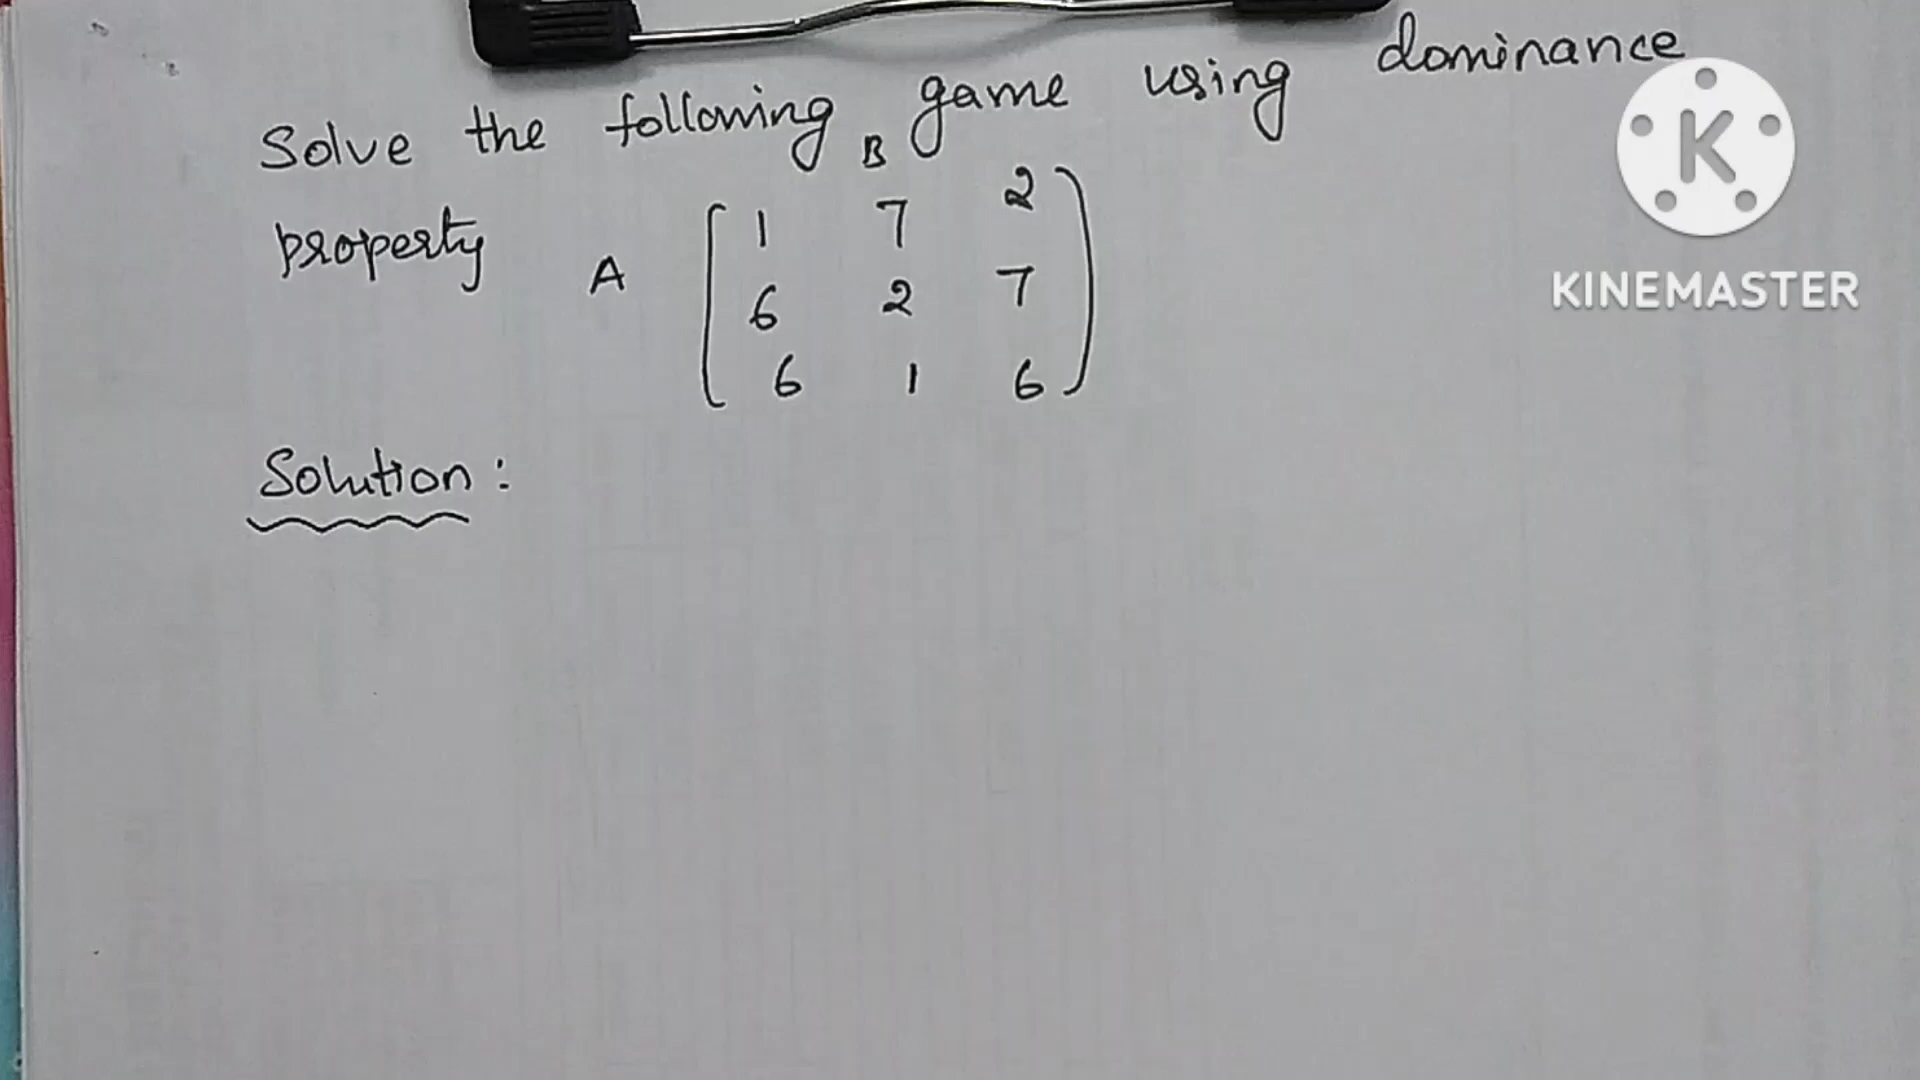 Solve the following game using dominance
property
B
A [ 1 7 2
6 2 7
6 1 6 ]
Solution :
K
KINEMASTER